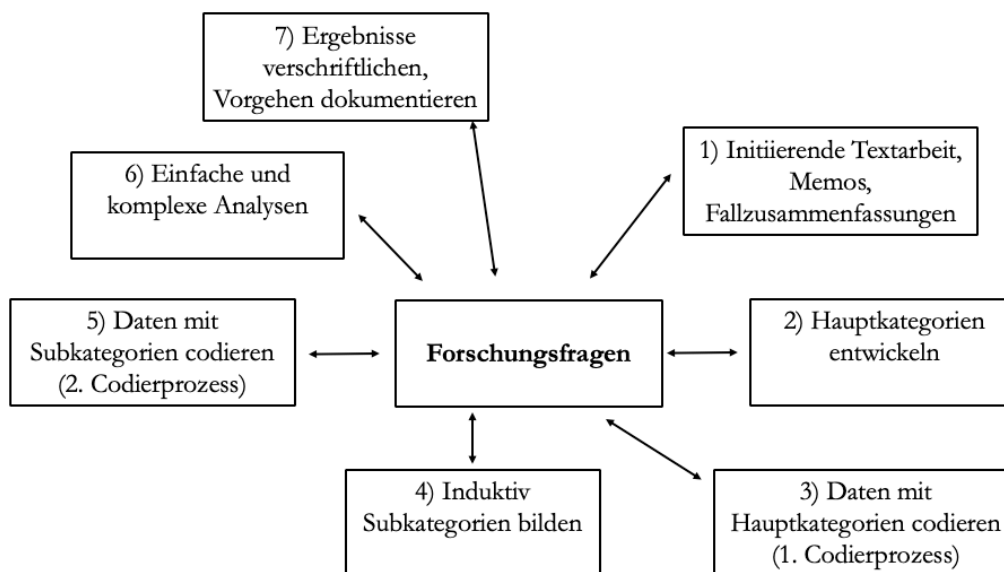 7) Ergebnisse
verschriftlichen,
Vorgehen dokumentieren
1) Initiierende Textarbeit,
Memos,
Fallzusammenfassungen
6) Einfache und
komplexe Analysen
5) Daten mit
Subkategorien codieren
(2. Codierprozess)
Forschungsfragen
2) Hauptkategorien
entwickeln
4) Induktiv
Subkategorien bilden
3) Daten mit
Hauptkategorien codieren
(1. Codierprozess)